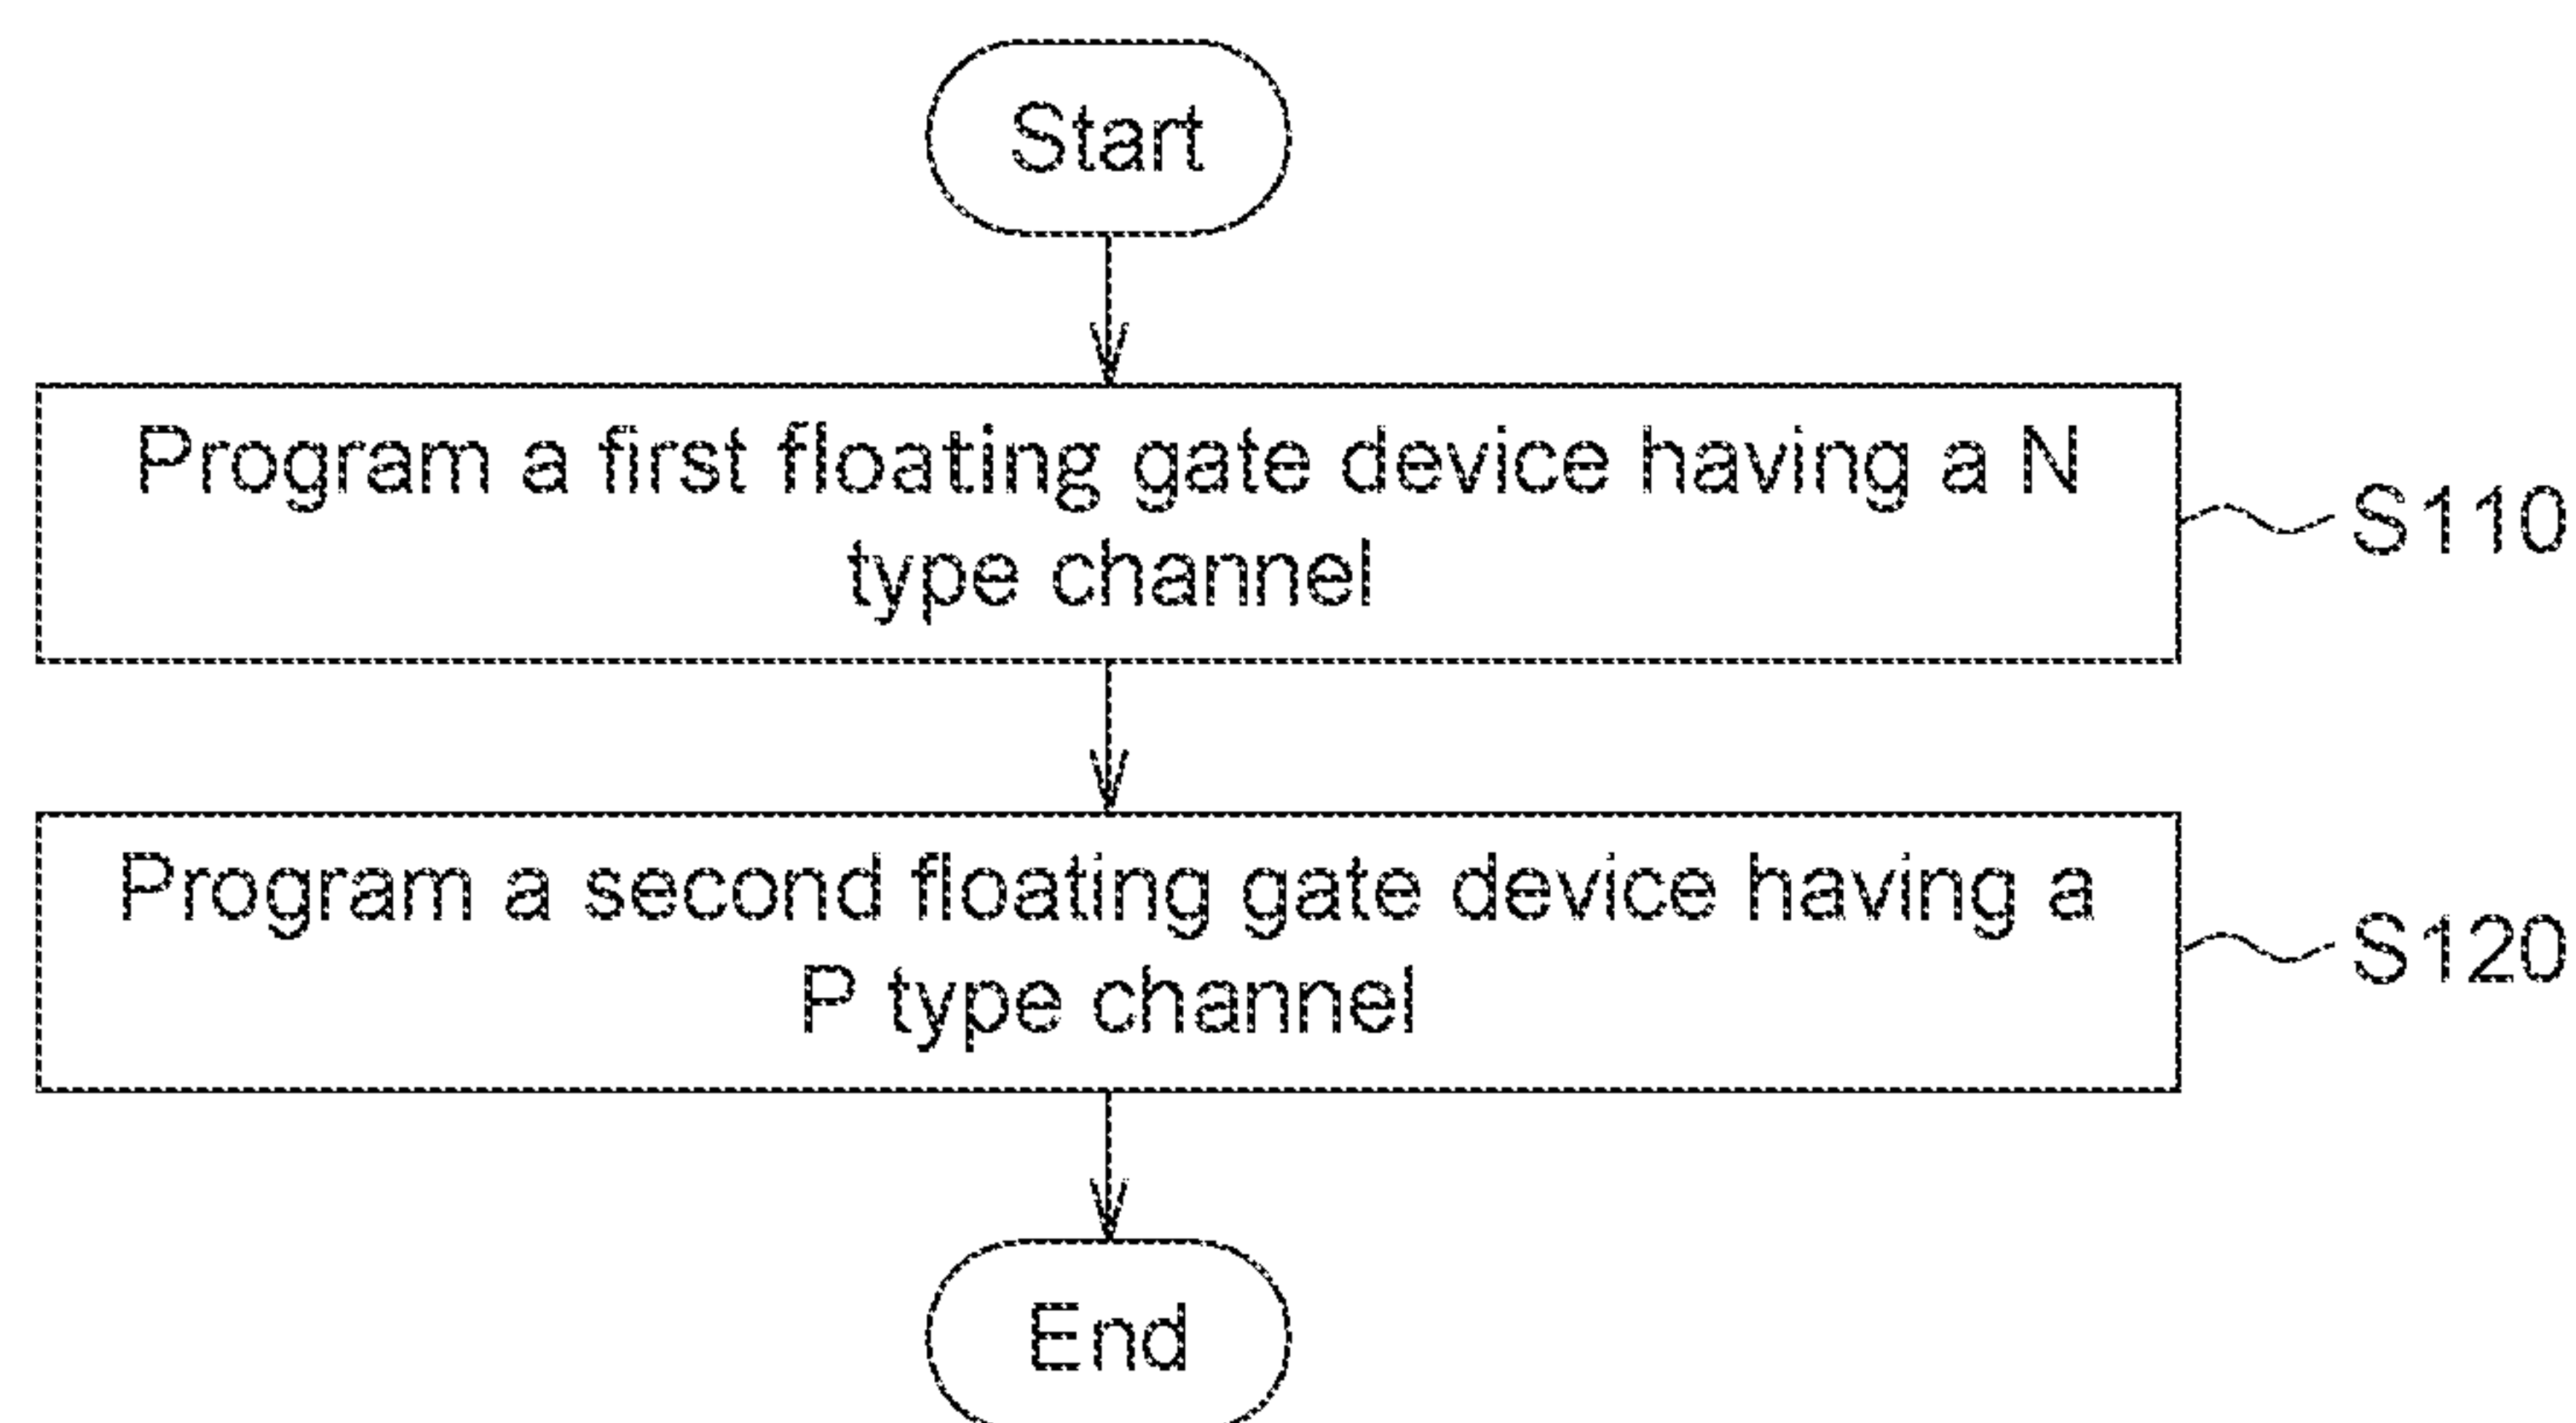 Start
Program a first floating gate device having a N
type channel
S110
Program a second floating gate device having a
P type channel
S120
End